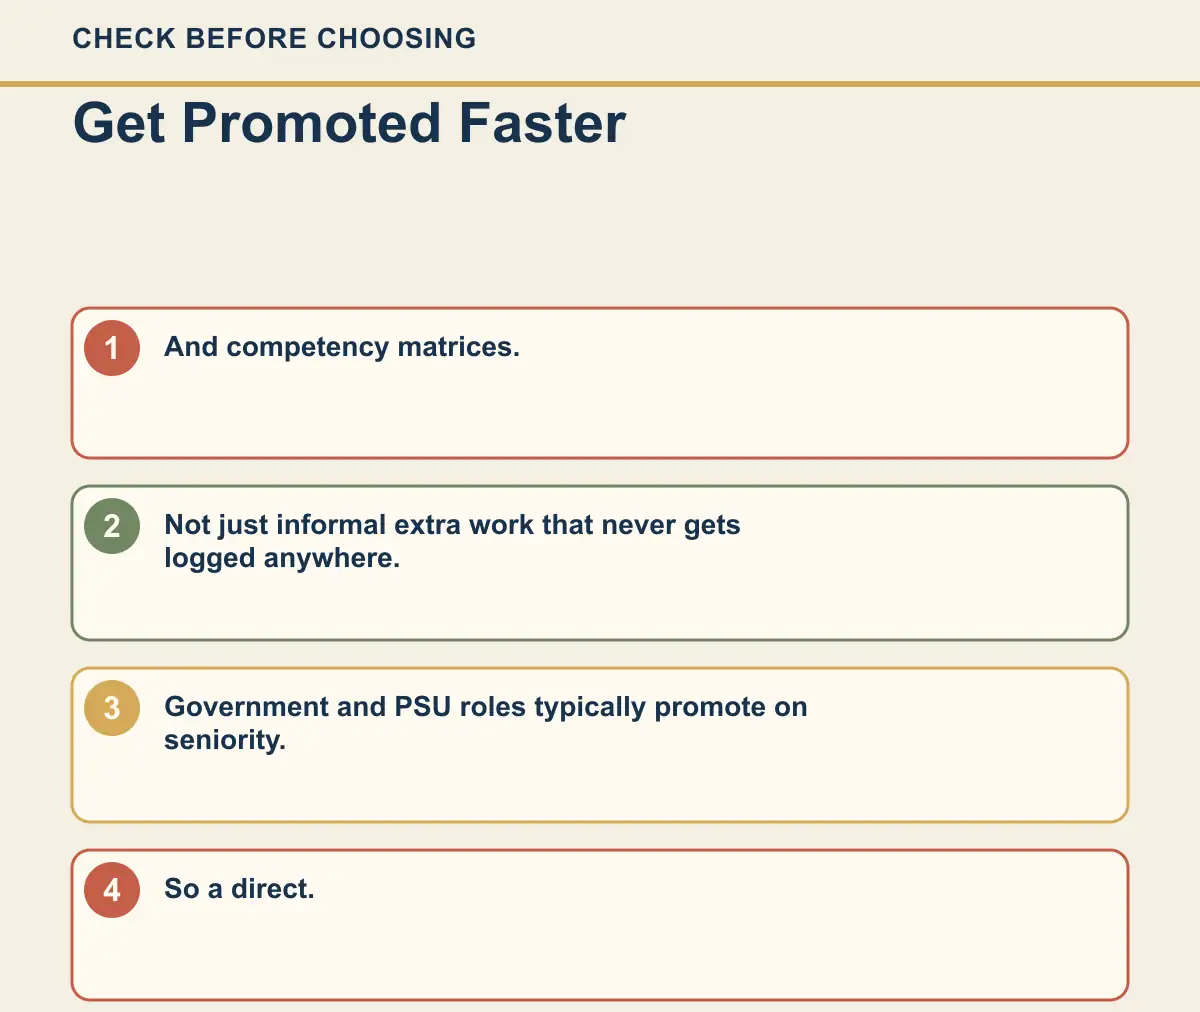 CHECK BEFORE CHOOSING
Get Promoted Faster
1
And competency matrices.
2
Not just informal extra work that never gets
logged anywhere.
3
Government and PSU roles typically promote on
seniority.
4
So a direct.